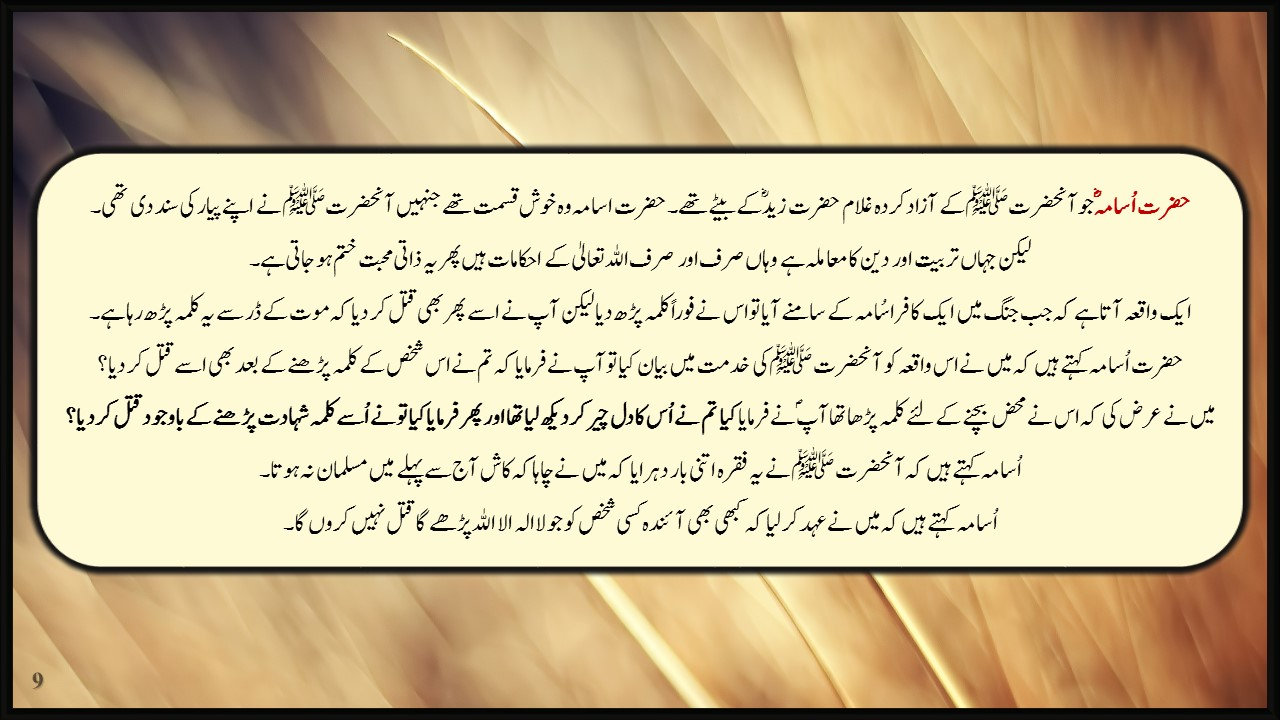 حضرت اُسامہؓ جو آنحضرت ﷺ کے آزاد کردہ غلام حضرت زیدؓ کے بیٹے تھے۔ حضرت اسامہ وہ خوش قسمت تھے جنہیں آنحضرت ﷺ نے اپنے پیار کی سند دی تھی۔
لیکن جہاں تربیت اور دین کا معاملہ ہے وہاں صرف اور صرف اللہ تعالیٰ کے احکامات ہیں پھر یہ ذاتی محبت ختم ہو جاتی ہے۔
ایک واقعہ آتا ہے کہ جب جنگ میں ایک کافر اسُامہ کے سامنے آیا تو اس نے فوراً کلمہ پڑھ دیا لیکن آپ نے اسے پھر بھی قتل کر دیا کہ موت کے ڈر سے یہ کلمہ پڑھ رہا ہے۔
حضرت اُسامہ کہتے ہیں کہ میں نے اس واقعہ کو آنحضرت ﷺ کی خدمت میں بیان کیا تو آپ نے فرمایا کہ تم نے اس شخص کے کلمہ پڑھنے کے بعد بھی اسے قتل کر دیا؟
میں نے عرض کی کہ اس نے محض بچنے کے لئے کلمہ پڑھا تھا آپؐ نے فرمایا کیا تم نے اُس کا دل چیر کر دیکھ لیا تھا اور پھر فرمایا کیا تو نے اُسے کلمہ شہادت پڑھنے کے باوجود قتل کر دیا؟
اُسامہ کہتے ہیں کہ آنحضرت ﷺ نے یہ فقرہ اتنی بار دہرایا کہ میں نے چاہا کہ کاش آج سے پہلے میں مسلمان نہ ہوتا۔
اُسامہ کہتے ہیں کہ میں نے عہد کر لیا کہ کبھی بھی آئندہ کسی شخص کو جو لا الہ الا اللہ پڑھے گا قتل نہیں کروں گا۔
9